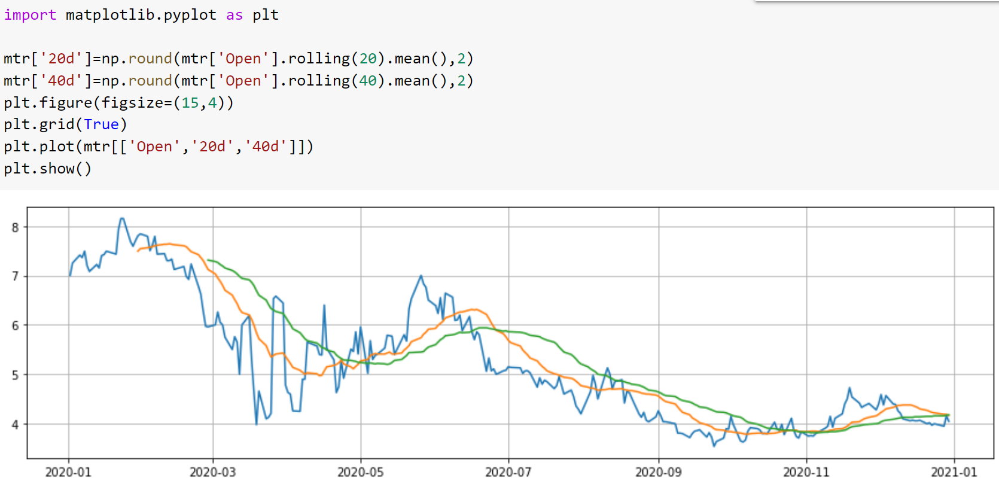 import matplotlib.pyplot as plt
mtr['20d']=np.round(mtr['Open'].rolling(20).mean(),2)
mtr['40d']=np.round(mtr['Open'].rolling(40).mean(),2)
plt.figure(figsize=(15,4))
plt.grid(True)
plt.plot(mtr[['Open','20d','40d']])
plt.show()
8
7
6
5
4
2020-01 2020-03 2020-05 2020-07 2020-09 2020-11 2021-01